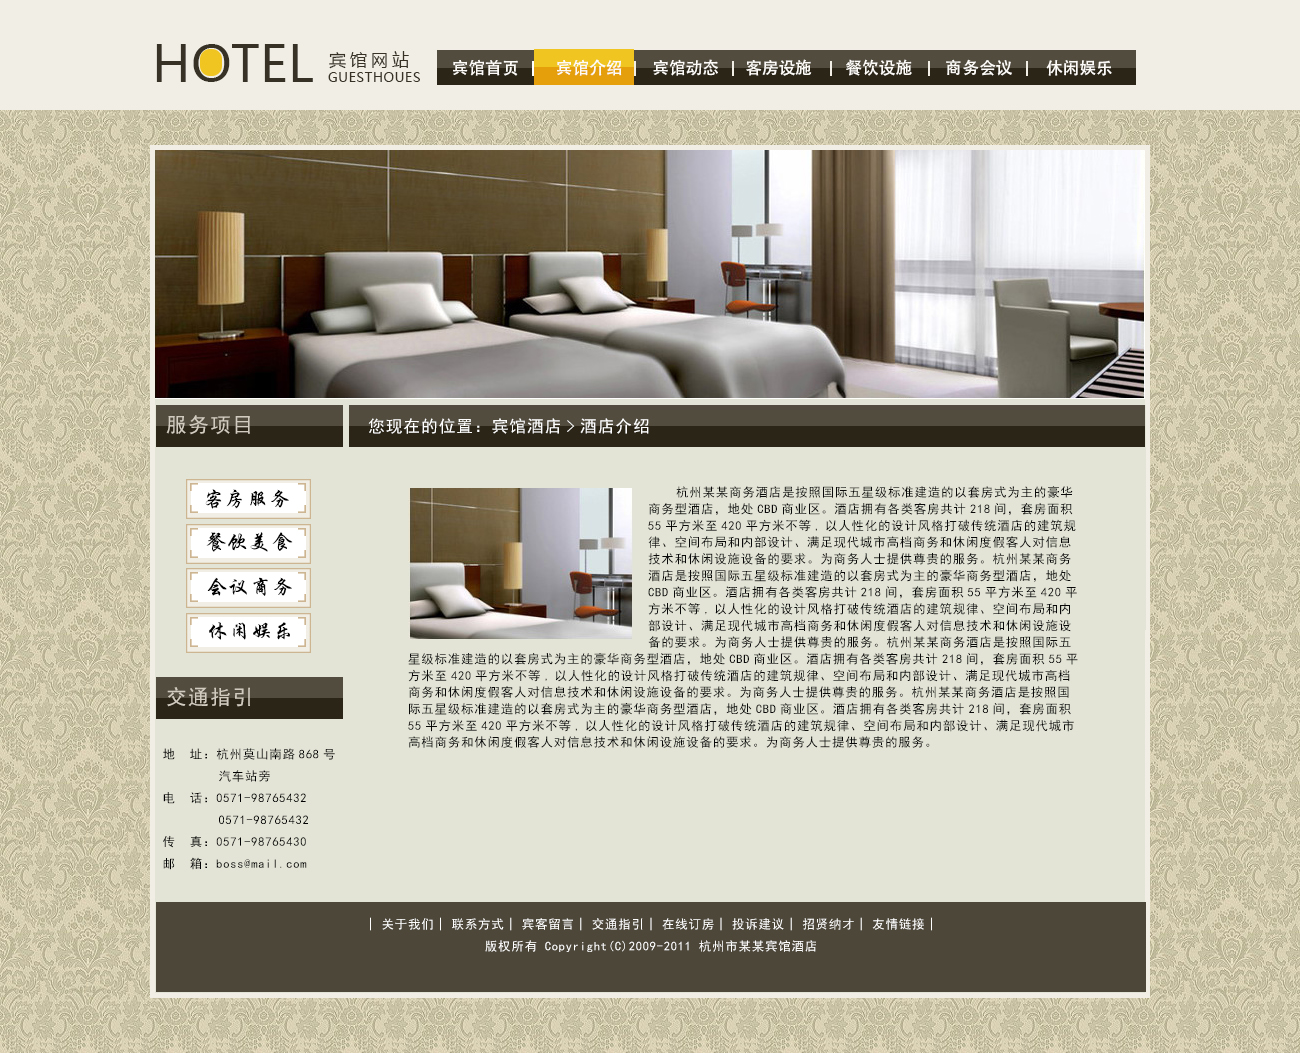 HOTEL 宾馆网站
GUESTHOUES
宾馆首页 宾馆介绍 宾馆动态 客房设施 餐饮设施 商务会议 休闲娱乐
服务项目
您现在的位置：宾馆酒店 > 酒店介绍
客房服务
餐饮美食
会议商务
休闲娱乐
交通指引
地 址：杭州莫山南路 868 号
汽车站旁
电 话：0571-98765432
0571-98765432
传 真：0571-98765430
邮 箱：boss@mail.com
杭州某某商务酒店是按照国际五星级标准建造的以套房式为主的豪华
商务型酒店，地处 CBD 商业区。酒店拥有各类客房共计 218 间，套房面积
55 平方米至 420 平方米不等．以人性化的设计风格打破传统酒店的建筑规
律、空间布局和内部设计、满足现代城市高档商务和休闲度假客人对信息
技术和休闲设施设备的要求。为商务人士提供尊贵的服务。杭州某某商务
酒店是按照国际五星级标准建造的以套房式为主的豪华商务型酒店，地处
CBD 商业区。酒店拥有各类客房共计 218 间，套房面积 55 平方米至 420 平
方米不等．以人性化的设计风格打破传统酒店的建筑规律、空间布局和内
部设计、满足现代城市高档商务和休闲度假客人对信息技术和休闲设施设
备的要求。为商务人士提供尊贵的服务。杭州某某商务酒店是按照国际五
星级标准建造的以套房式为主的豪华商务型酒店，地处 CBD 商业区。酒店拥有各类客房共计 218 间，套房面积 55 平
方米至 420 平方米不等．以人性化的设计风格打破传统酒店的建筑规律、空间布局和内部设计、满足现代城市高档
商务和休闲度假客人对信息技术和休闲设施设备的要求。为商务人士提供尊贵的服务。杭州某某商务酒店是按照国
际五星级标准建造的以套房式为主的豪华商务型酒店，地处 CBD 商业区。酒店拥有各类客房共计 218 间，套房面积
55 平方米至 420 平方米不等．以人性化的设计风格打破传统酒店的建筑规律、空间布局和内部设计、满足现代城市
高档商务和休闲度假客人对信息技术和休闲设施设备的要求。为商务人士提供尊贵的服务。
| 关于我们 | 联系方式 | 宾客留言 | 交通指引 | 在线订房 | 投诉建议 | 招贤纳才 | 友情链接 |
版权所有 Copyright(C)2009-2011 杭州市某某宾馆酒店